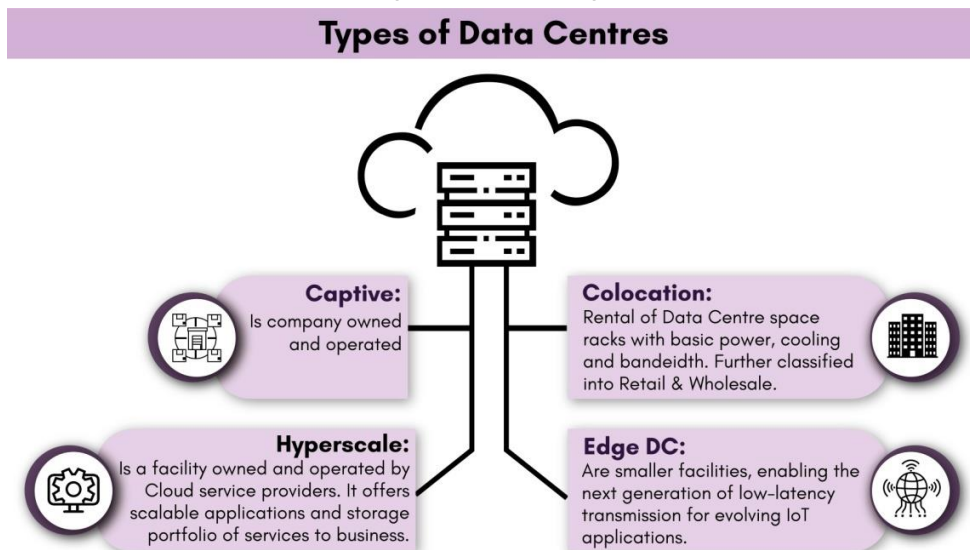 Types of Data Centres
Captive:
Is company owned
and operated
Colocation:
Rental of Data Centre space
racks with basic power, cooling
and bandeidth. Further classified
into Retail & Wholesale.
Hyperscale:
Is a facility owned and operated by
Cloud service providers. It offers
scalable applications and storage
portfolio of services to business.
Edge DC:
Are smaller facilities, enabling the
next generation of low-latency
transmission for evolving IoT
applications.